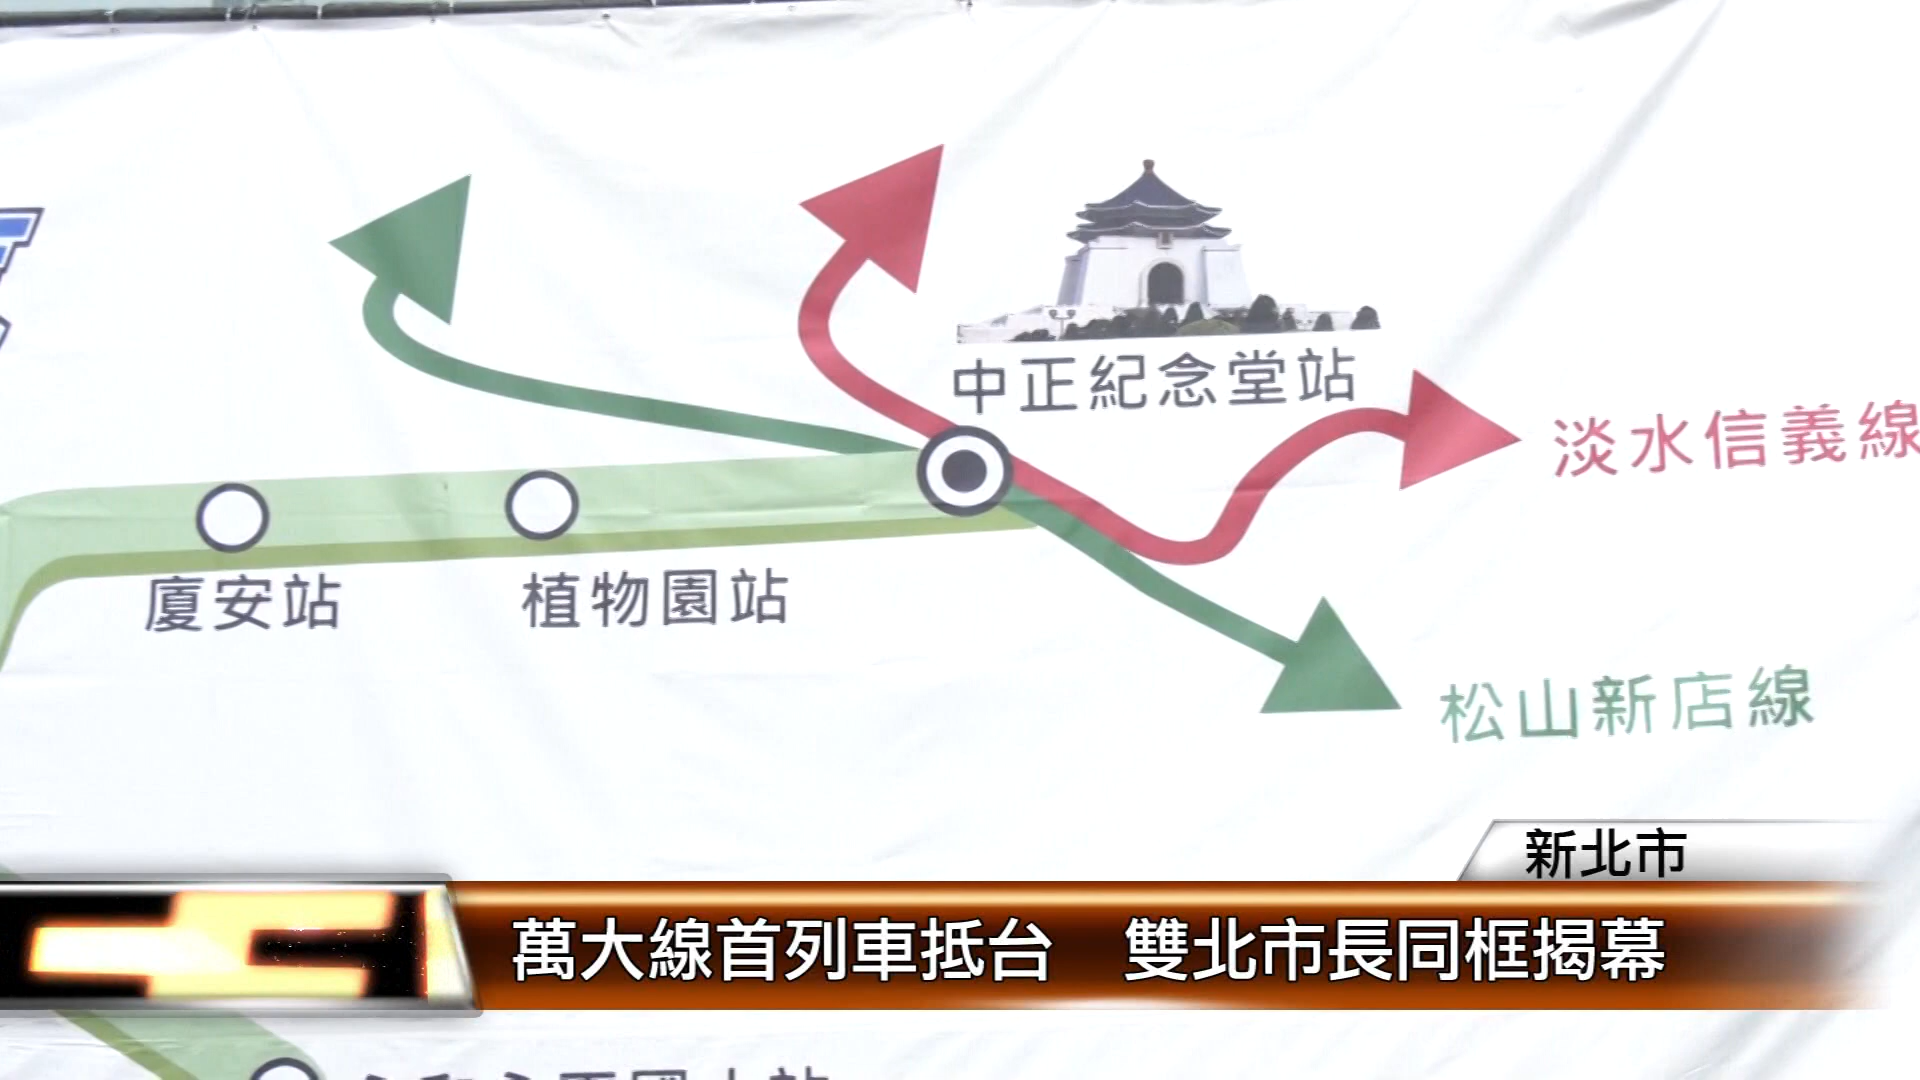 中正紀念堂站
淡水信義線
廈安站
植物園站
松山新店線
新北市
萬大線首列車抵台 雙北市長同框揭幕